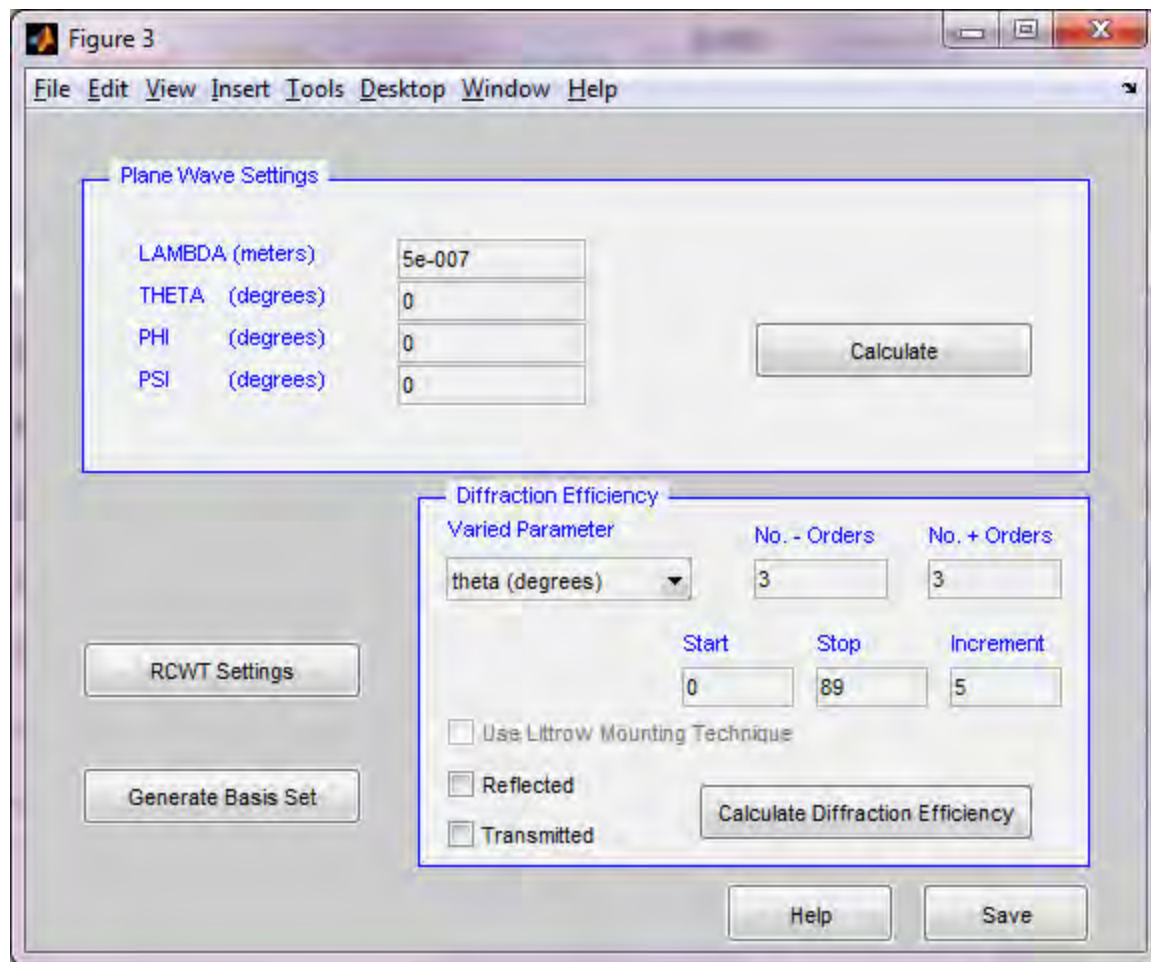 Figure 3
File Edit View Insert Tools Desktop Window Help
Plane Wave Settings
LAMBDA (meters) 5e-007
THETA (degrees) 0
PHI (degrees) 0
PSI (degrees) 0
Calculate
Diffraction Efficiency
Varied Parameter No. - Orders No. + Orders
theta (degrees) 3 3
Start Stop Increment
0 89 5
Use Littrow Mounting Technique
Reflected
Transmitted
Calculate Diffraction Efficiency
RCWT Settings
Generate Basis Set
Help Save